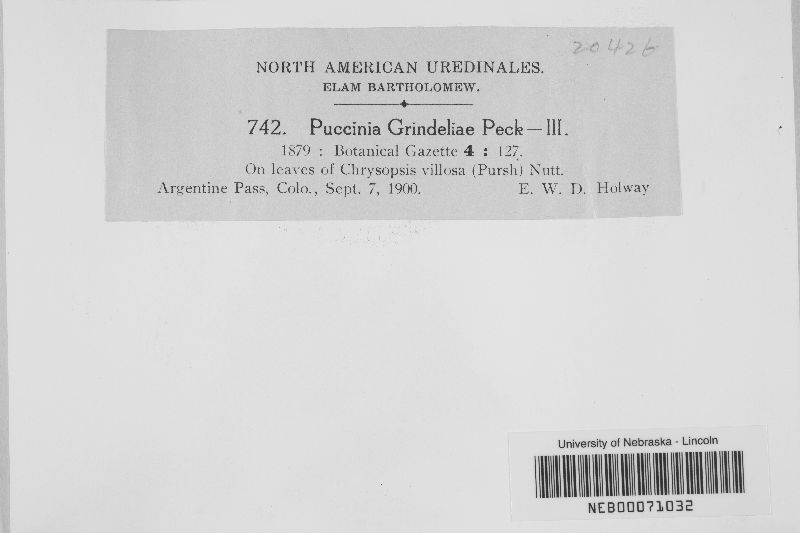 20426
NORTH AMERICAN UREDINALES.
ELAM BARTHOLOMEW.
742. Puccinia Grindeliae Peck—III.
1879 : Botanical Gazette 4 : 127.
On leaves of Chrysopsis villosa (Pursh) Nutt.
Argentine Pass, Colo., Sept. 7, 1900. E. W. D. Holway
University of Nebraska - Lincoln
NEB00071032